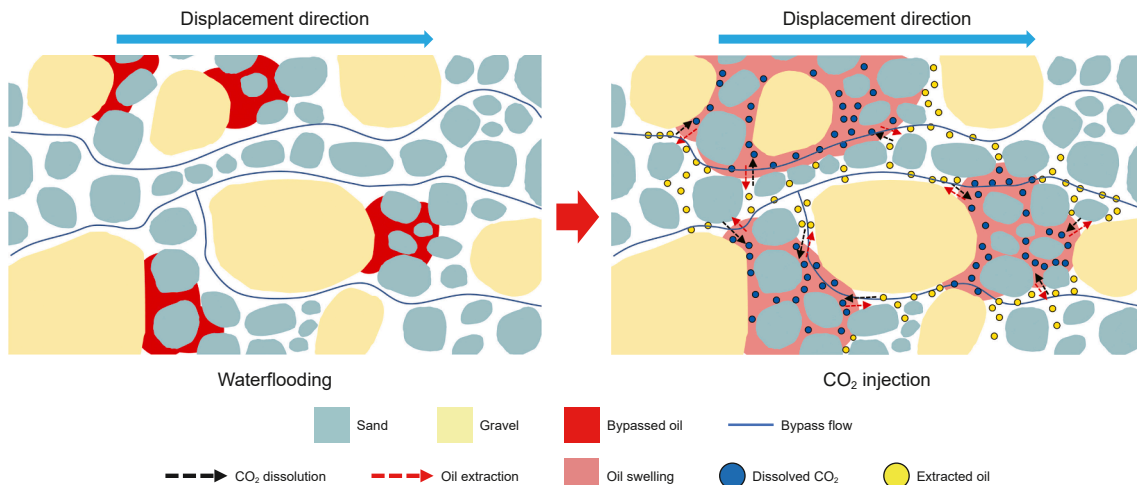 Displacement direction
Displacement direction
Waterflooding
CO₂ injection
Sand
Gravel
Bypassed oil
Bypass flow
CO₂ dissolution
Oil extraction
Oil swelling
Dissolved CO₂
Extracted oil